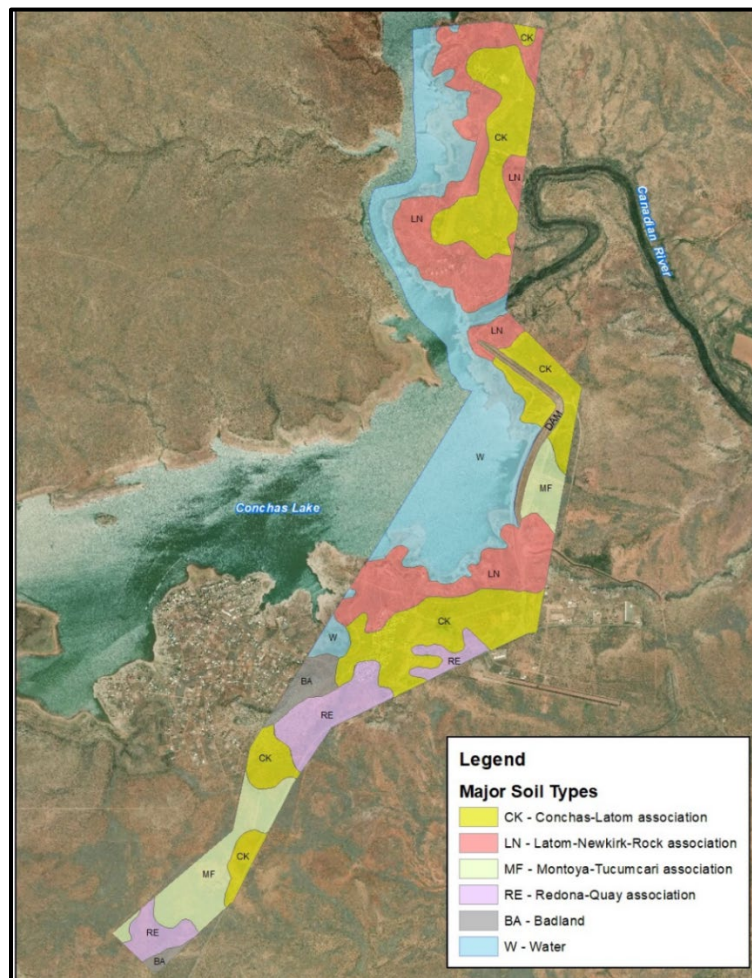 CK
CK
LN
LN
Canadian River
LN
CK
DAM
W
MF
Conchas Lake
LN
CK
W
RE
BA
RE
CK
MF
CK
RE
BA
Legend
Major Soil Types
CK - Conchas-Latom association
LN - Latom-Newkirk-Rock association
MF - Montoya-Tucumcari association
RE - Redona-Quay association
BA - Badland
W - Water